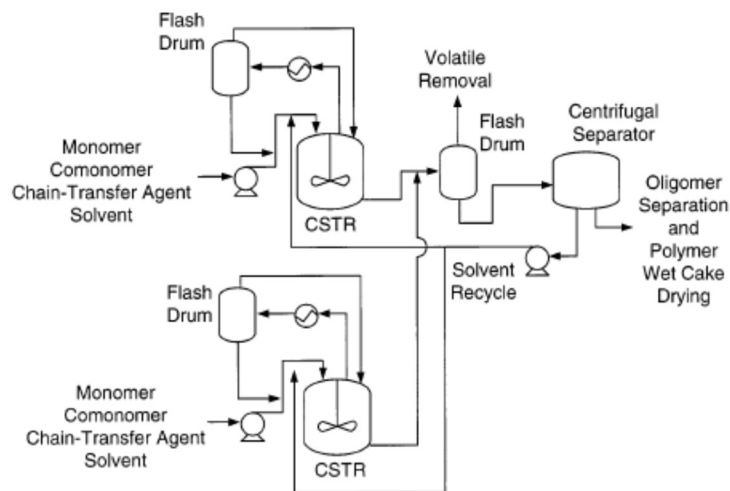 Flash
Drum
Volatile
Removal
Flash
Drum
Centrifugal
Separator
Monomer
Comonomer
Chain-Transfer Agent
Solvent
CSTR
Oligomer
Separation
and
Polymer
Wet Cake
Drying
Solvent
Recycle
Flash
Drum
Monomer
Comonomer
Chain-Transfer Agent
Solvent
CSTR